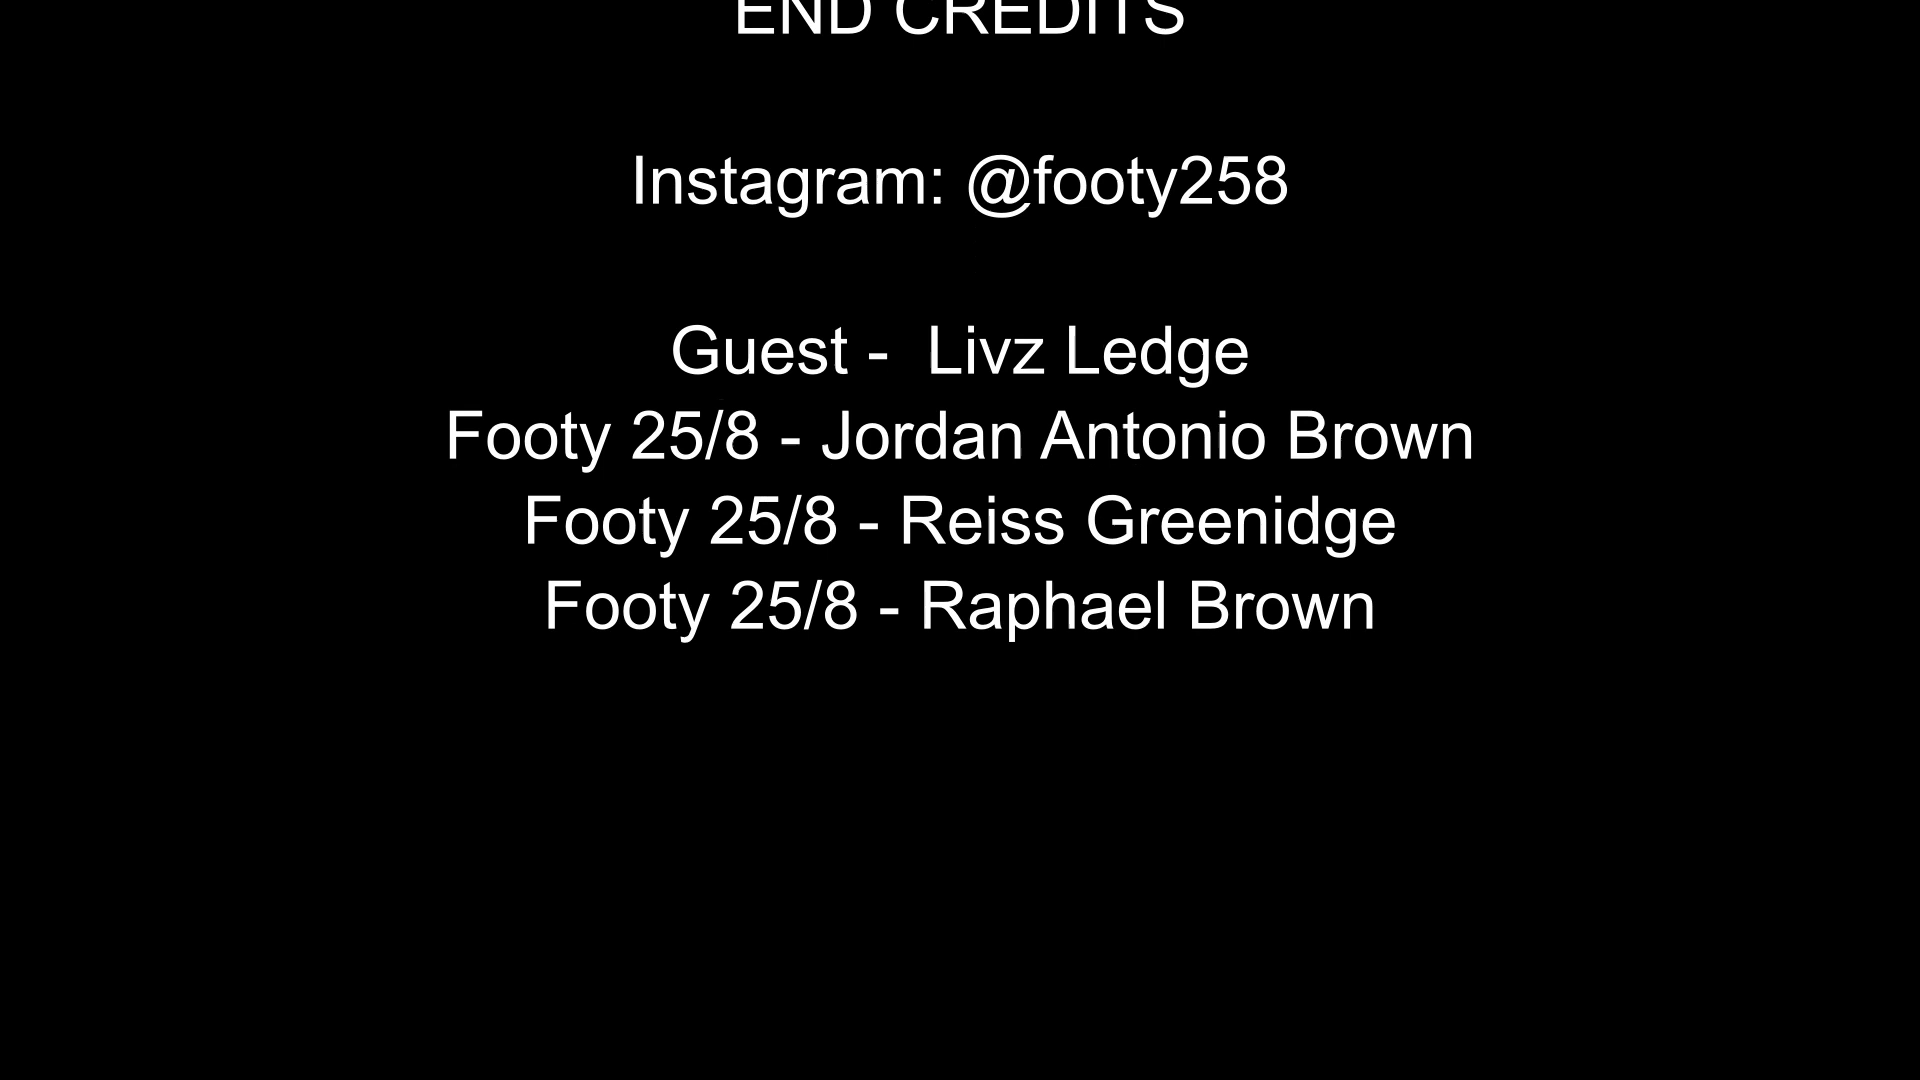 END CREDITS
Instagram: @footy258
Guest -  Livz Ledge
Footy 25/8 - Jordan Antonio Brown
Footy 25/8 - Reiss Greenidge
Footy 25/8 - Raphael Brown